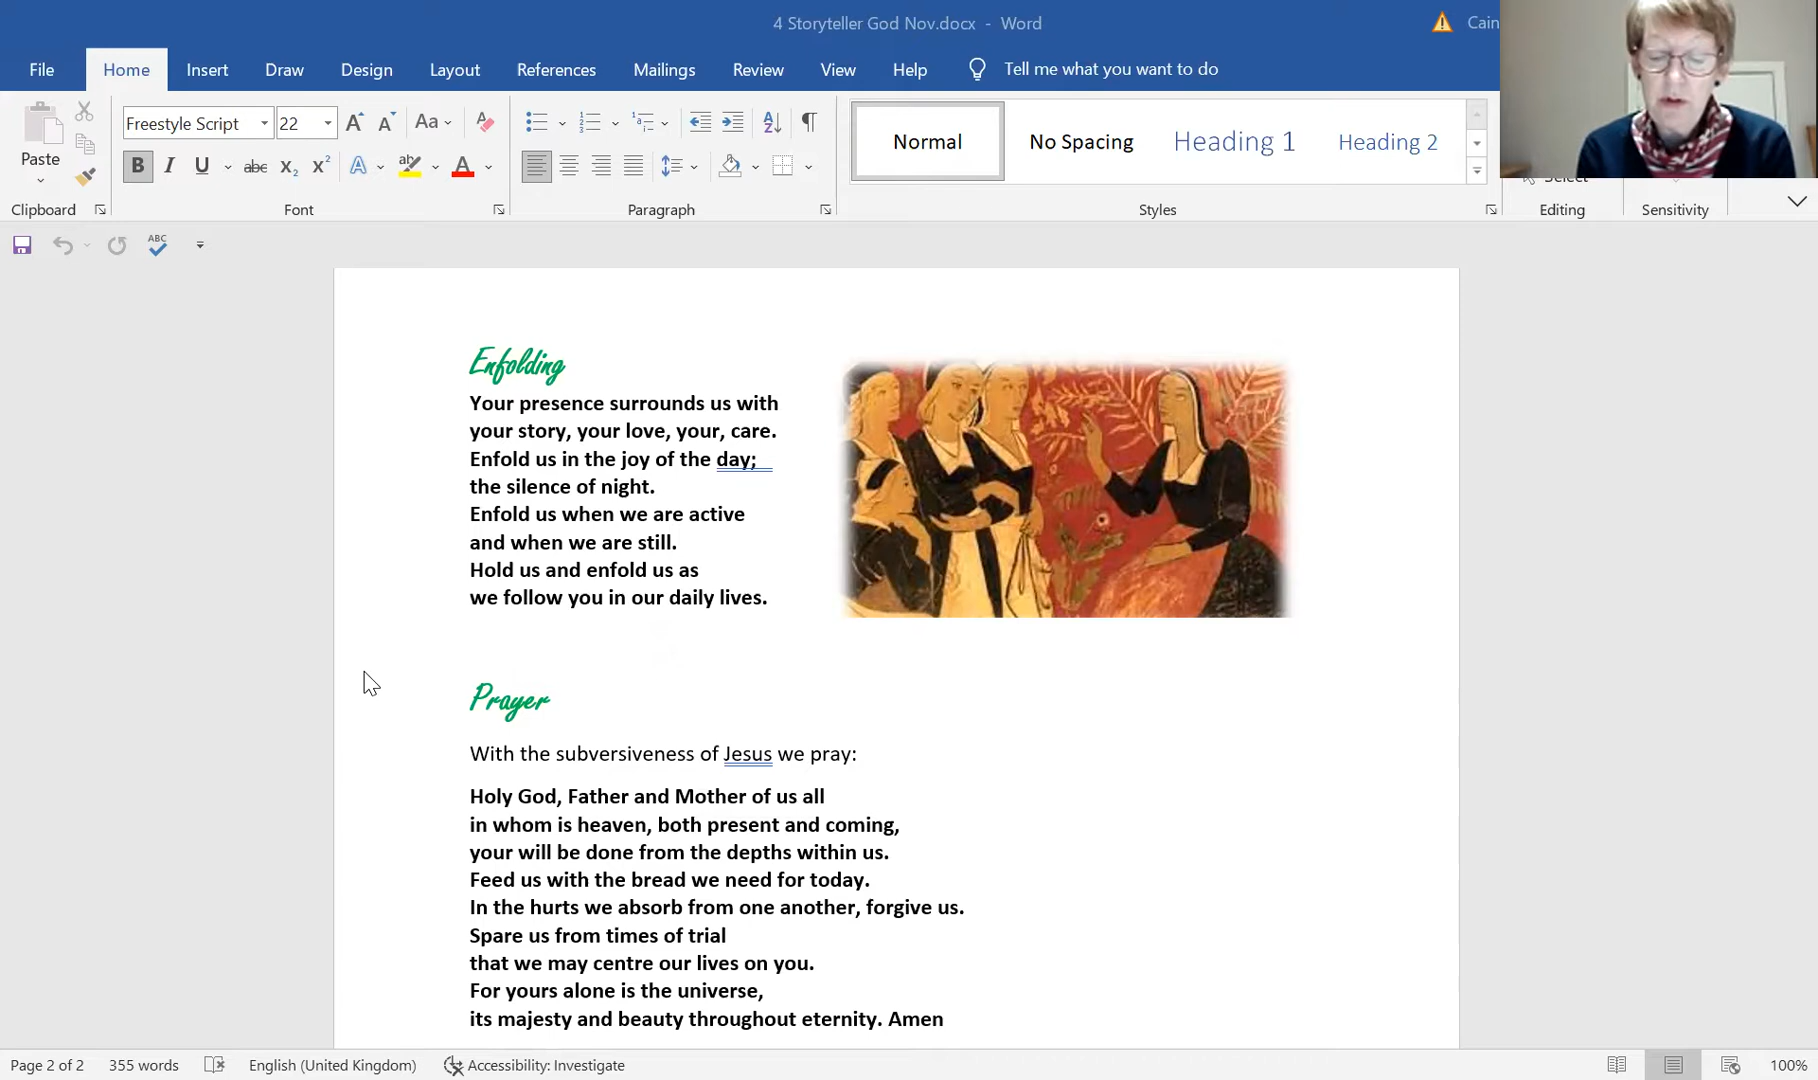 4 Storyteller God Nov.docx - Word
Cain
File Home Insert Draw Design Layout References Mailings Review View Help Tell me what you want to do
Paste
Freestyle Script 22
Aa
B I U abc X₂ X² A A
Normal
No Spacing
Heading 1
Heading 2
Clipboard Font Paragraph Styles Editing Sensitivity
ABC
Enfolding
Your presence surrounds us with
your story, your love, your, care.
Enfold us in the joy of the day;
the silence of night.
Enfold us when we are active
and when we are still.
Hold us and enfold us as
we follow you in our daily lives.
Prayer
With the subversiveness of Jesus we pray:
Holy God, Father and Mother of us all
in whom is heaven, both present and coming,
your will be done from the depths within us.
Feed us with the bread we need for today.
In the hurts we absorb from one another, forgive us.
Spare us from times of trial
that we may centre our lives on you.
For yours alone is the universe,
its majesty and beauty throughout eternity. Amen
Page 2 of 2 355 words English (United Kingdom) Accessibility: Investigate 100%